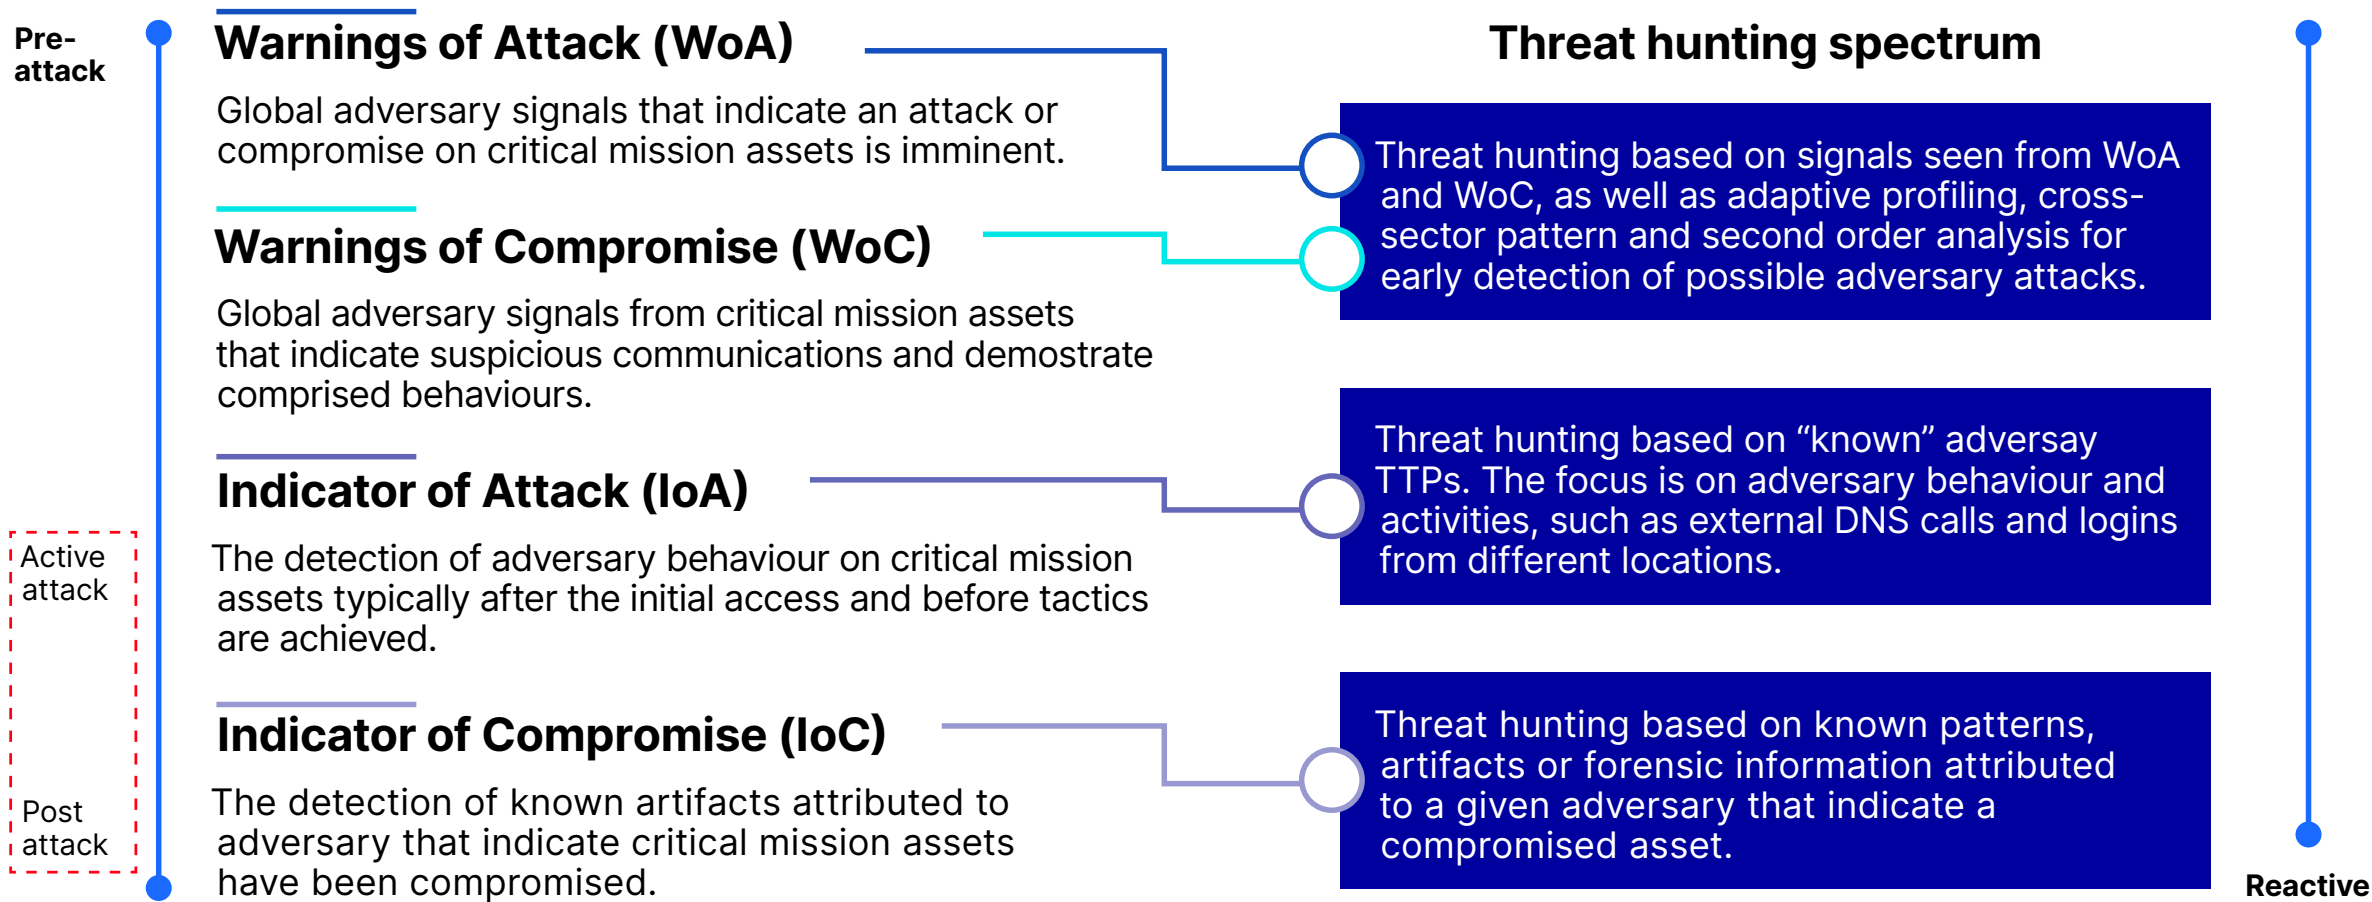 Pre-
attack
Warnings of Attack (WoA)
Global adversary signals that indicate an attack or
compromise on critical mission assets is imminent.
Warnings of Compromise (WoC)
Global adversary signals from critical mission assets
that indicate suspicious communications and demostrate
comprised behaviours.
Indicator of Attack (IoA)
Active
attack
The detection of adversary behaviour on critical mission
assets typically after the initial access and before tactics
are achieved.
Indicator of Compromise (IoC)
Post
attack
The detection of known artifacts attributed to
adversary that indicate critical mission assets
have been compromised.
Threat hunting spectrum
Threat hunting based on signals seen from WoA
and WoC, as well as adaptive profiling, cross-
sector pattern and second order analysis for
early detection of possible adversary attacks.
Threat hunting based on “known” adversay
TTPs. The focus is on adversary behaviour and
activities, such as external DNS calls and logins
from different locations.
Threat hunting based on known patterns,
artifacts or forensic information attributed
to a given adversary that indicate a
compromised asset.
Reactive